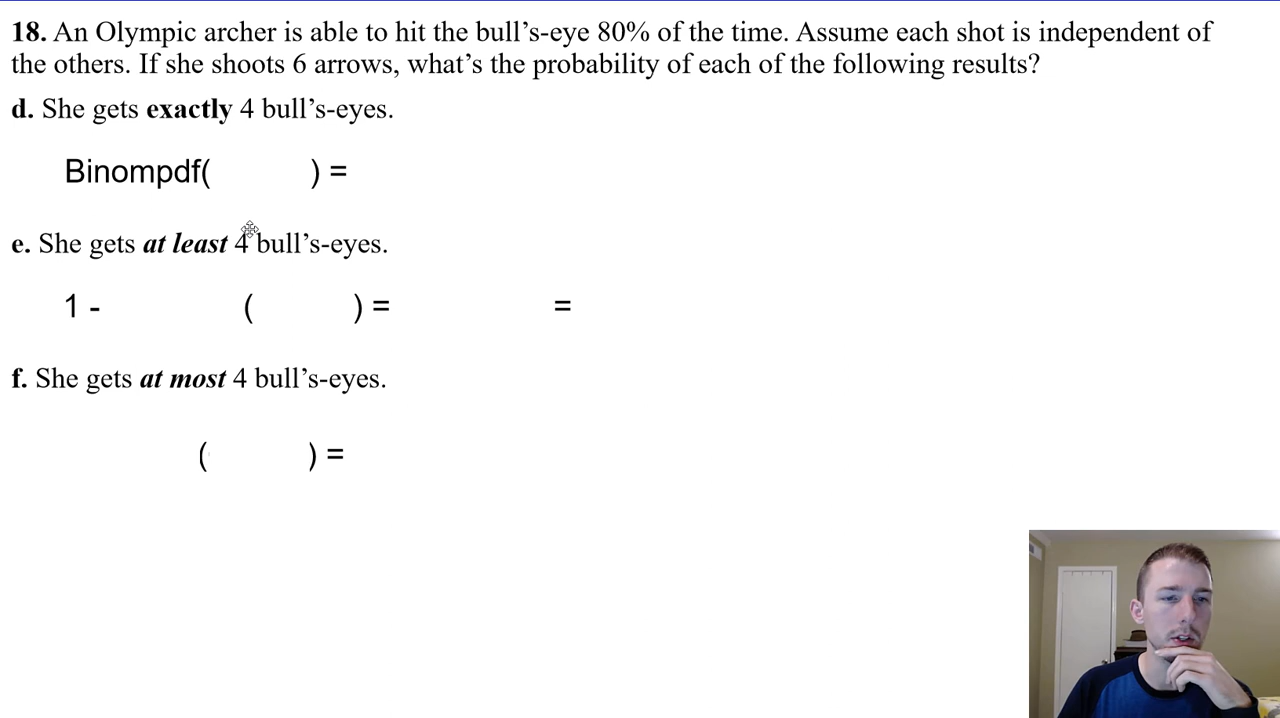 18. An Olympic archer is able to hit the bull’s-eye 80% of the time. Assume each shot is independent of
the others. If she shoots 6 arrows, what’s the probability of each of the following results?
d. She gets exactly 4 bull’s-eyes.
Binompdf( ) =
e. She gets at least 4 bull’s-eyes.
1 - ( ) = =
f. She gets at most 4 bull’s-eyes.
( ) =